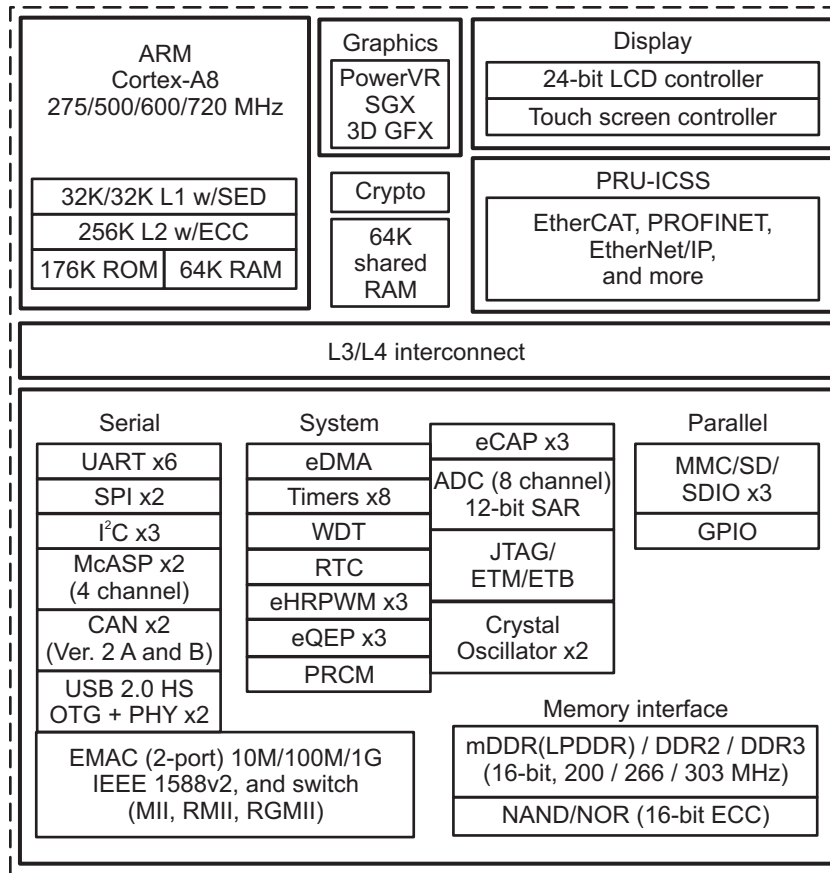 ARM
Cortex-A8
275/500/600/720 MHz
32K/32K L1 w/SED
256K L2 w/ECC
176K ROM
64K RAM
Graphics
PowerVR
SGX
3D GFX
Crypto
64K
shared
RAM
Display
24-bit LCD controller
Touch screen controller
PRU-ICSS
EtherCAT, PROFINET,
EtherNet/IP,
and more
L3/L4 interconnect
Serial
UART x6
SPI x2
I²C x3
McASP x2
(4 channel)
CAN x2
(Ver. 2 A and B)
USB 2.0 HS
OTG + PHY x2
EMAC (2-port) 10M/100M/1G
IEEE 1588v2, and switch
(MII, RMII, RGMII)
System
eDMA
Timers x8
WDT
RTC
eHRPWM x3
eQEP x3
PRCM
eCAP x3
ADC (8 channel)
12-bit SAR
JTAG/
ETM/ETB
Crystal
Oscillator x2
Parallel
MMC/SD/
SDIO x3
GPIO
Memory interface
mDDR(LPDDR) / DDR2 / DDR3
(16-bit, 200 / 266 / 303 MHz)
NAND/NOR (16-bit ECC)